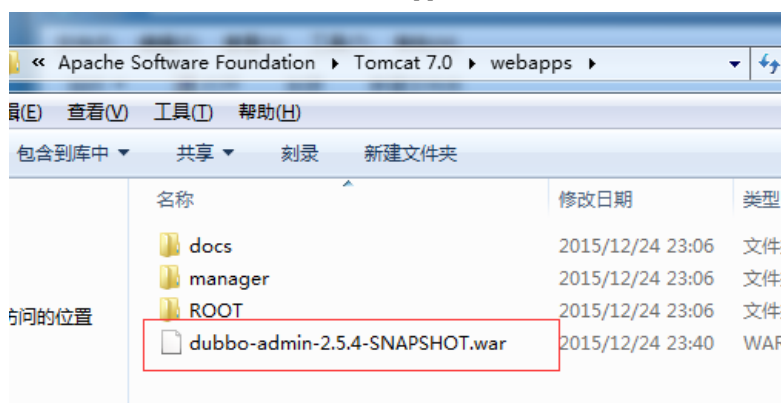 « Apache Software Foundation ▸ Tomcat 7.0 ▸ webapps ▸
(E) 查看(V) 工具(T) 帮助(H)
包含到库中 共享 刻录 新建文件夹
名称 修改日期 类型
docs 2015/12/24 23:06 文件
manager 2015/12/24 23:06 文件
ROOT 2015/12/24 23:06 文件
访问的位置
dubbo-admin-2.5.4-SNAPSHOT.war 2015/12/24 23:40 WAR